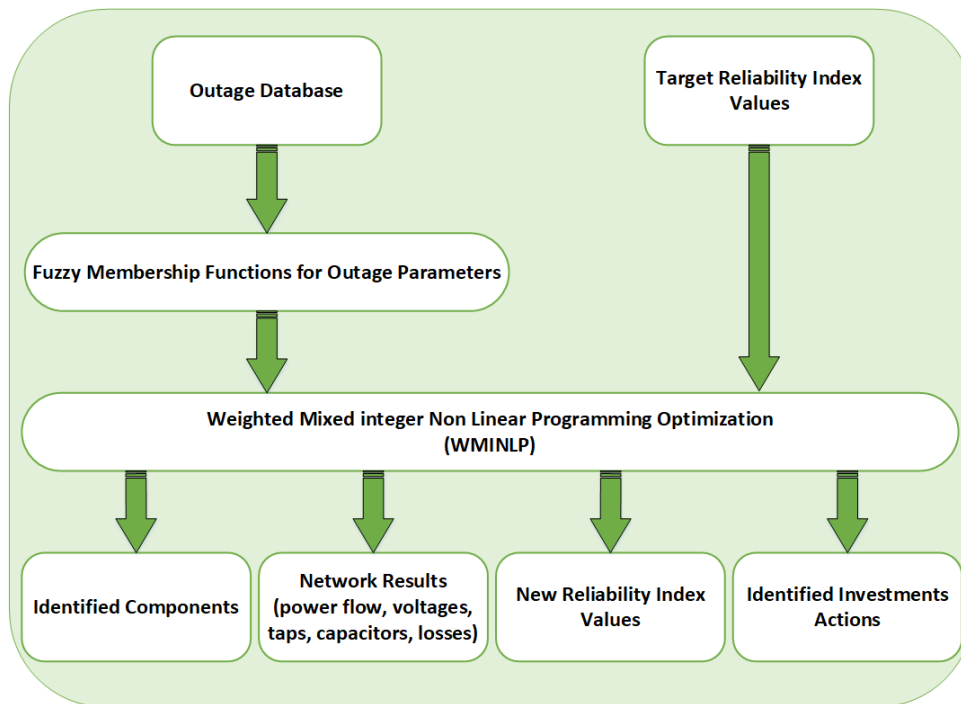 Outage Database
Target Reliability Index
Values
Fuzzy Membership Functions for Outage Parameters
Weighted Mixed integer Non Linear Programming Optimization
(WMINLP)
Identified Components
Network Results
(power flow, voltages,
taps, capacitors, losses)
New Reliability Index
Values
Identified Investments
Actions